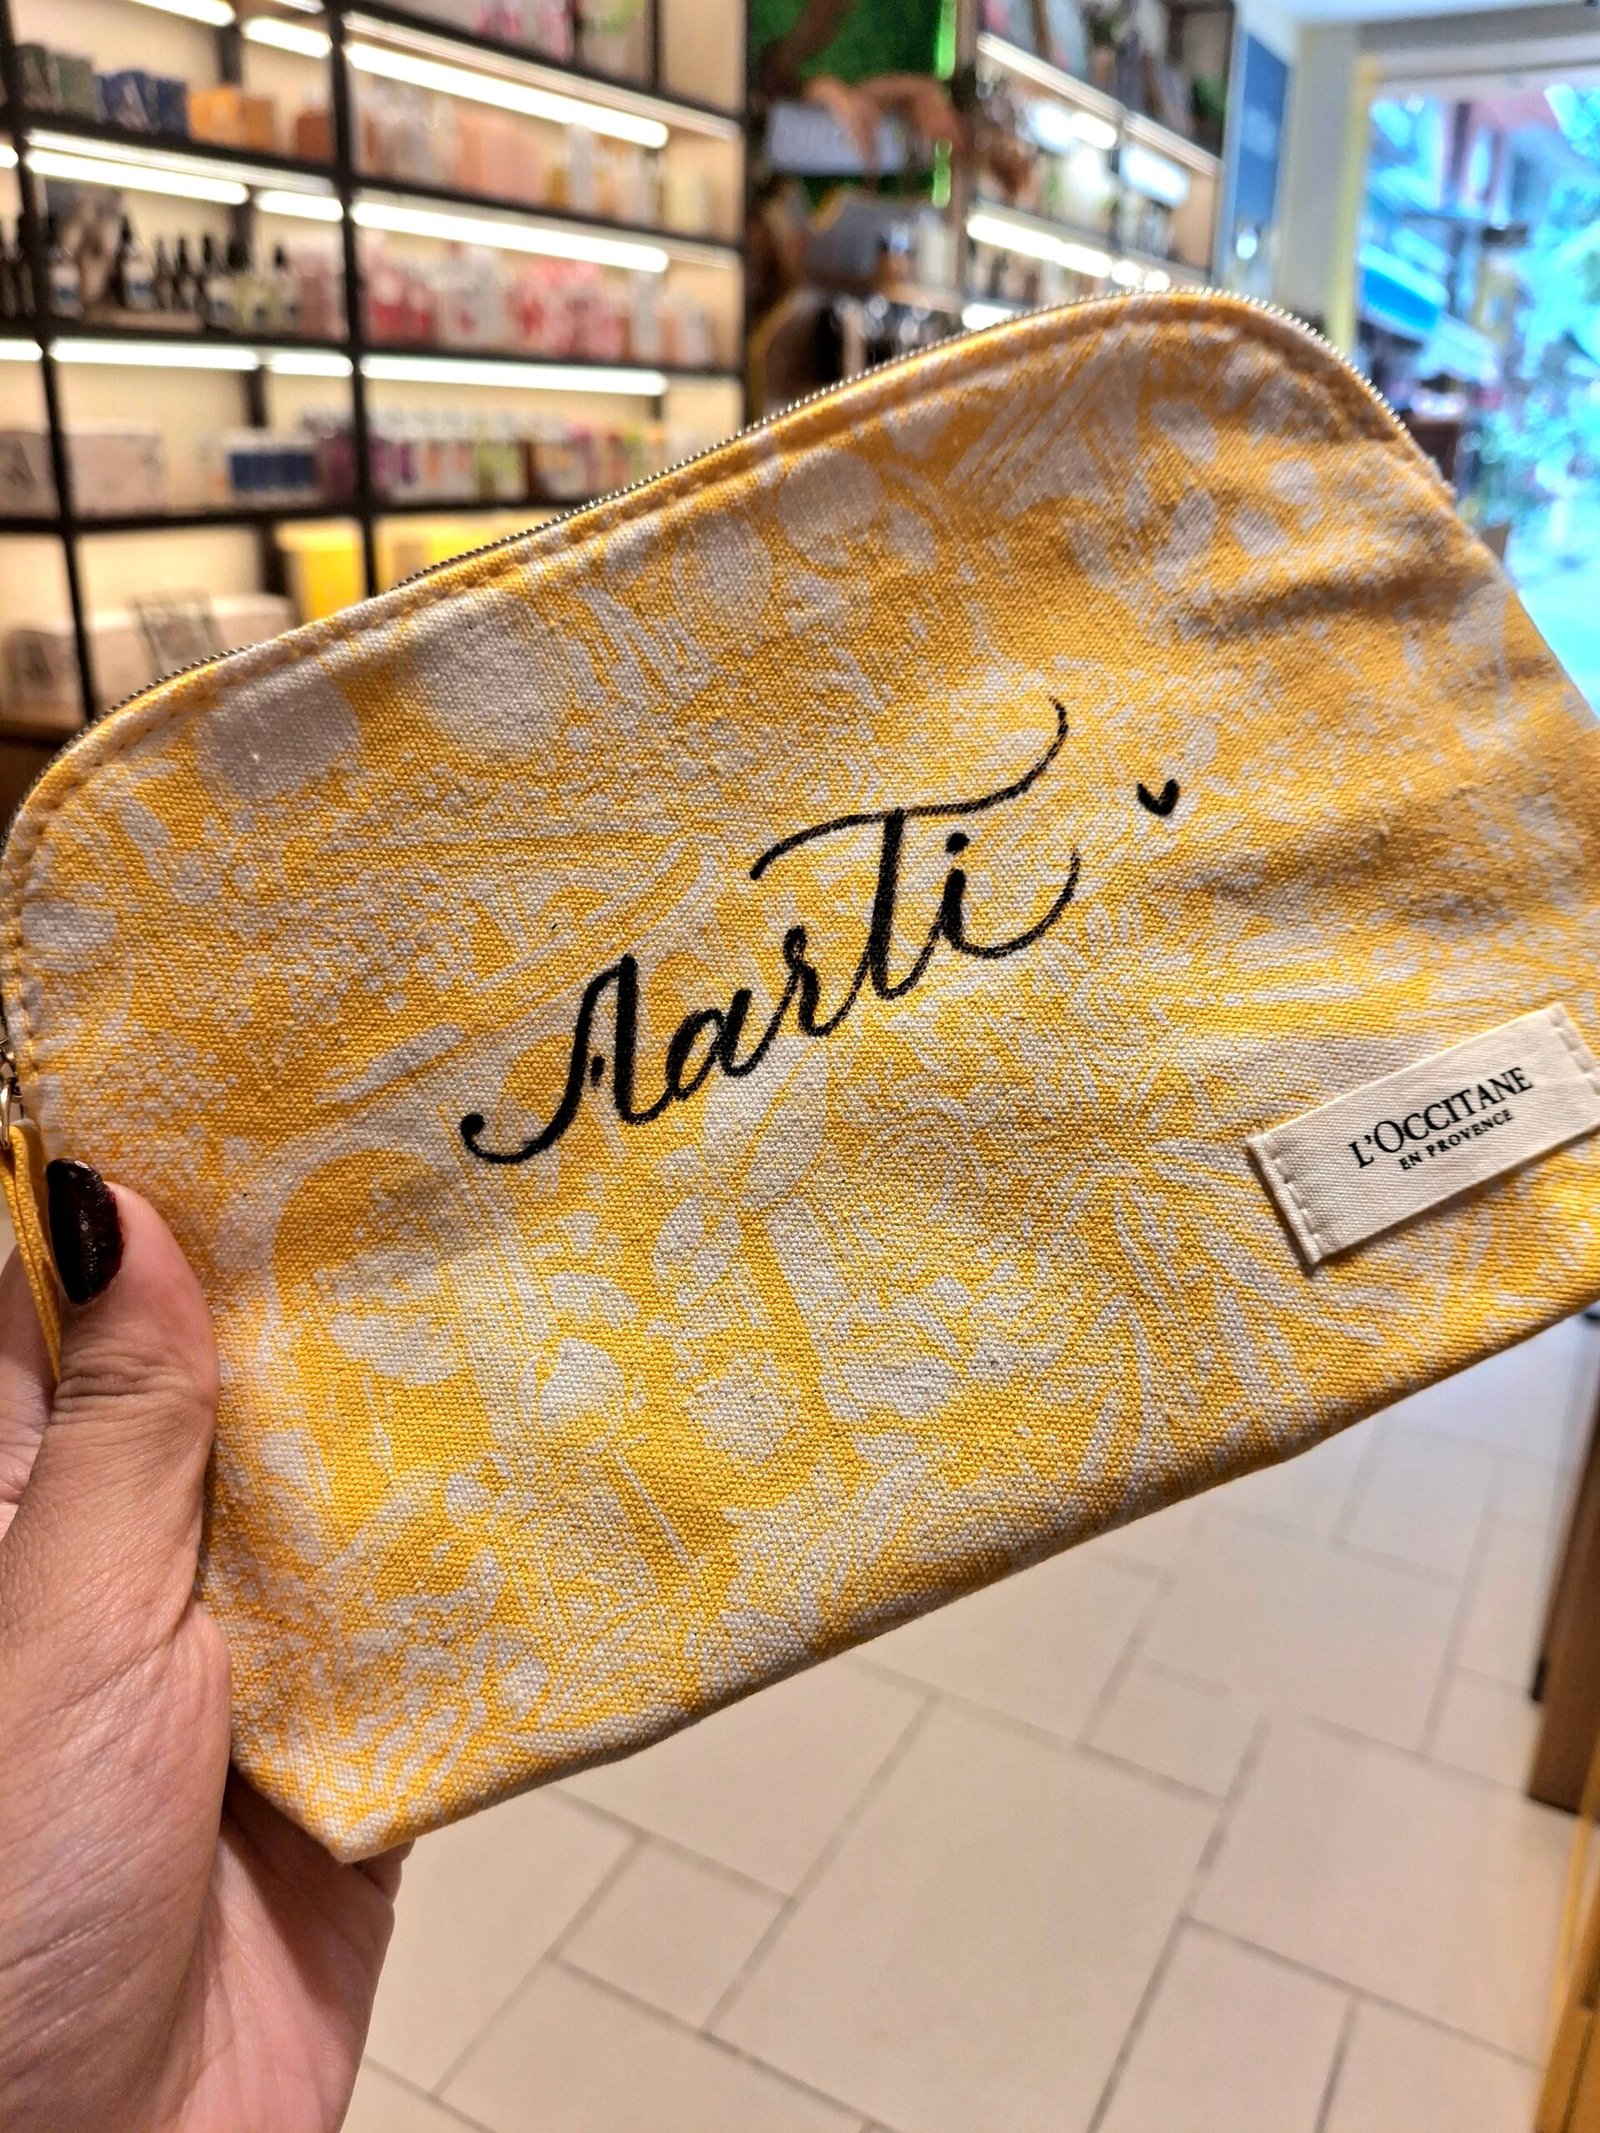 Aarti
L'OCCITANE
EN PROVENCE